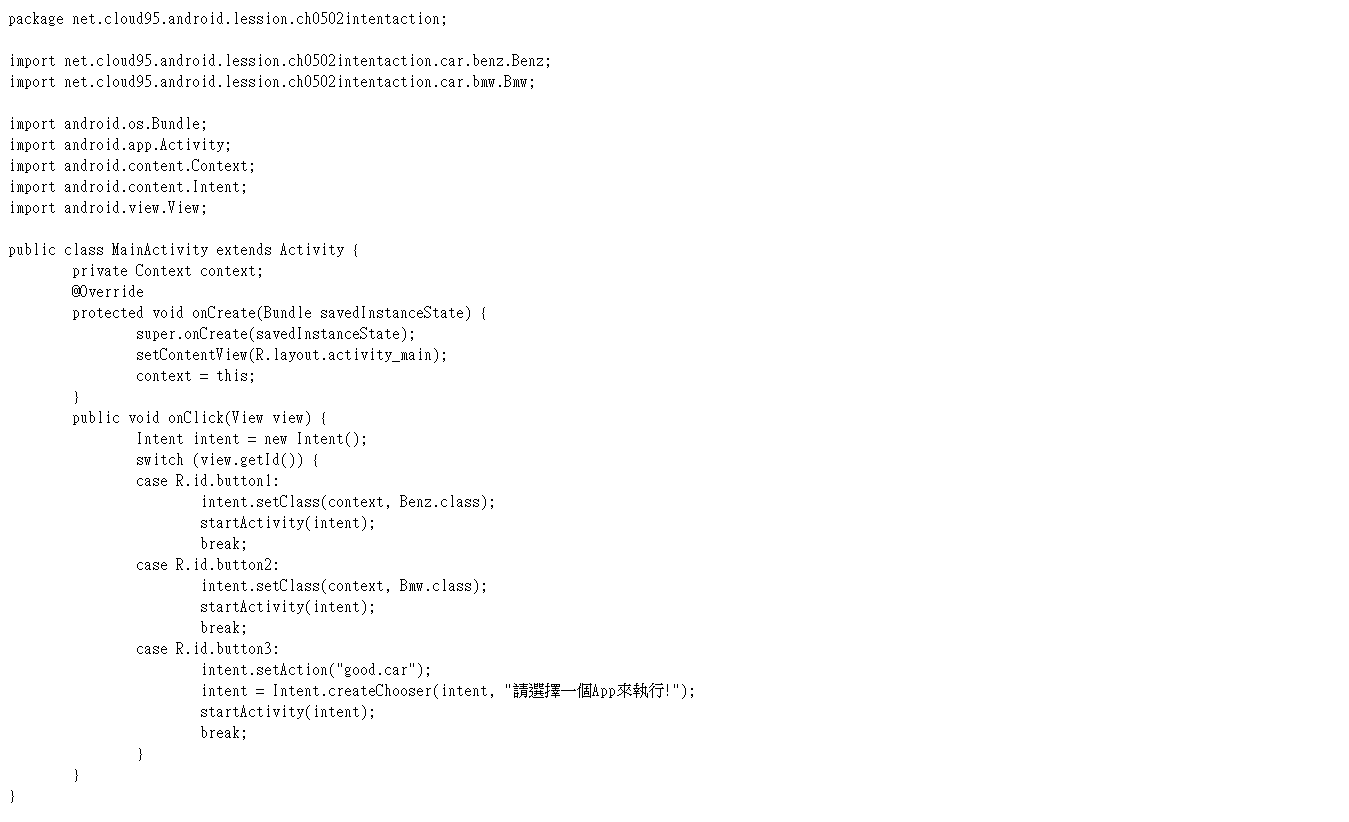 package net.cloud95.android.lession.ch0502intentaction;

import net.cloud95.android.lession.ch0502intentaction.car.benz.Benz;
import net.cloud95.android.lession.ch0502intentaction.car.bmw.Bmw;

import android.os.Bundle;
import android.app.Activity;
import android.content.Context;
import android.content.Intent;
import android.view.View;

public class MainActivity extends Activity {
        private Context context;
        @Override
        protected void onCreate(Bundle savedInstanceState) {
                super.onCreate(savedInstanceState);
                setContentView(R.layout.activity_main);
                context = this;
        }
        public void onClick(View view) {
                Intent intent = new Intent();
                switch (view.getId()) {
                case R.id.button1:
                        intent.setClass(context, Benz.class);
                        startActivity(intent);
                        break;
                case R.id.button2:
                        intent.setClass(context, Bmw.class);
                        startActivity(intent);
                        break;
                case R.id.button3:
                        intent.setAction("good.car");
                        intent = Intent.createChooser(intent, "請選擇一個App來執行!");
                        startActivity(intent);
                        break;
                }
        }
}